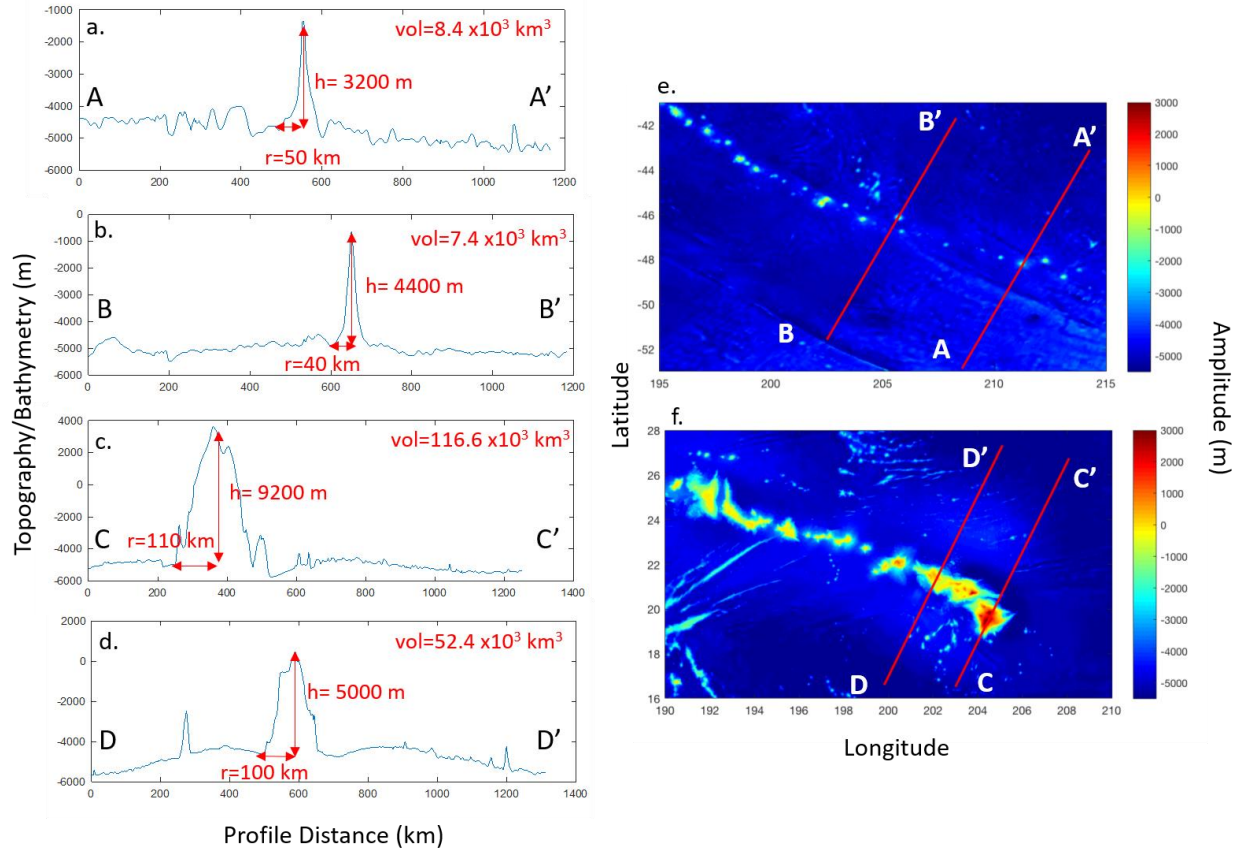 a.
vol=8.4 x10³ km³
h= 3200 m
A
A'
r=50 km
-1000
-2000
-3000
-4000
-5000
-6000
0 200 400 600 800 1000 1200
b.
vol=7.4 x10³ km³
h= 4400 m
B
B'
r=40 km
0
-1000
-2000
-3000
-4000
-5000
-6000
0 200 400 600 800 1000 1200
c.
vol=116.6 x10³ km³
h= 9200 m
C
C'
r=110 km
4000
2000
0
-2000
-4000
-6000
0 200 400 600 800 1000 1200 1400
d.
vol=52.4 x10³ km³
h= 5000 m
D
D'
r=100 km
2000
0
-2000
-4000
-6000
0 200 400 600 800 1000 1200 1400
Topography/Bathymetry (m)
Profile Distance (km)
e.
B'
A'
B
A
-42
-44
-46
-48
-50
-52
195 200 205 210 215
3000
2000
1000
0
-1000
-2000
-3000
-4000
-5000
f.
D'
C'
D
C
28
26
24
22
20
18
16
190 192 194 196 198 200 202 204 206 208 210
3000
2000
1000
0
-1000
-2000
-3000
-4000
-5000
Latitude
Longitude
Amplitude (m)